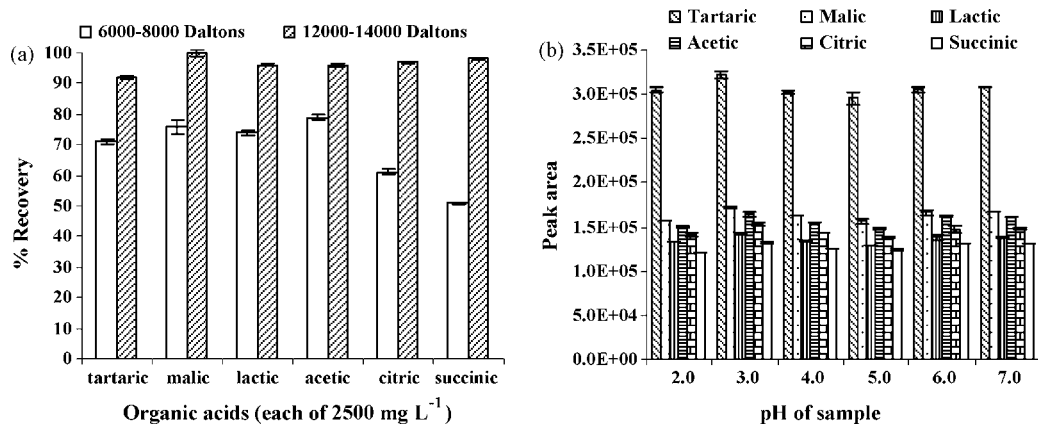 (a)
6000-8000 Daltons 12000-14000 Daltons
% Recovery
100
90
80
70
60
50
40
30
20
10
0
tartaric malic lactic acetic citric succinic
Organic acids (each of 2500 mg L⁻¹)
(b)
Tartaric Malic Lactic
Acetic Citric Succinic
Peak area
3.5E+05
3.0E+05
2.5E+05
2.0E+05
1.5E+05
1.0E+05
5.0E+04
0.0E+00
2.0 3.0 4.0 5.0 6.0 7.0
pH of sample